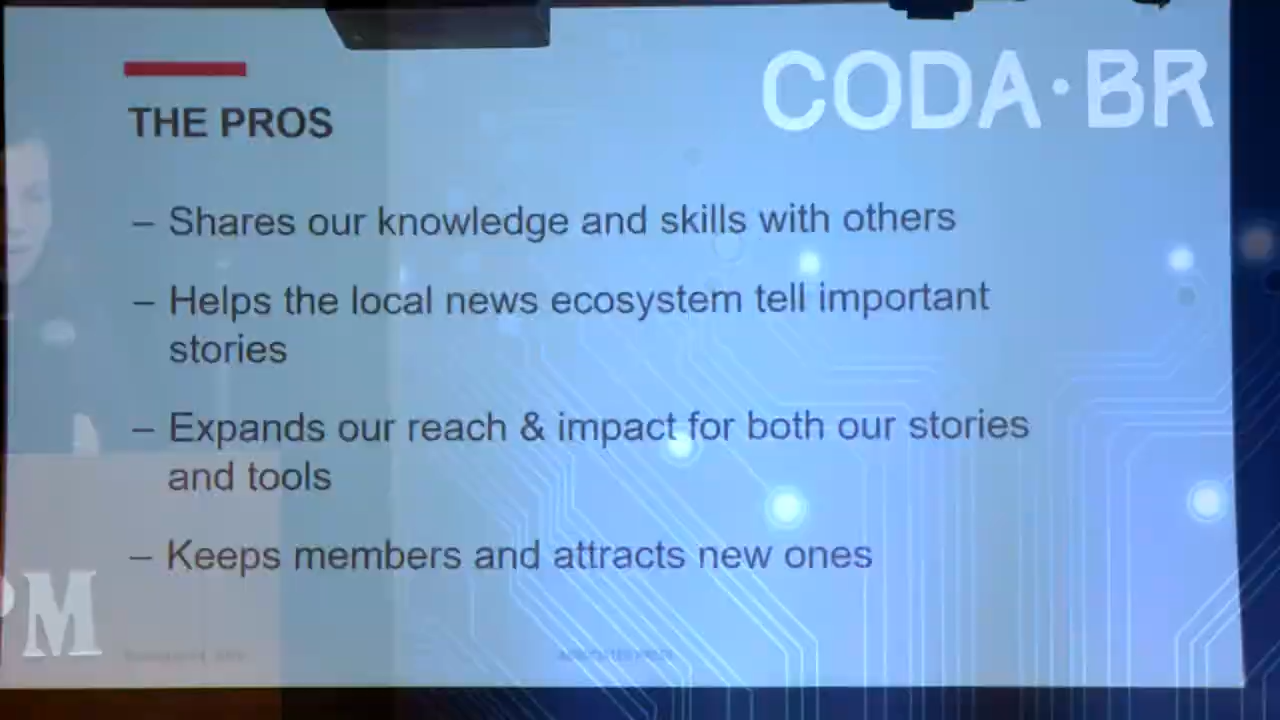 CODA·BR
THE PROS
– Shares our knowledge and skills with others
– Helps the local news ecosystem tell important
stories
– Expands our reach & impact for both our stories
and tools
– Keeps members and attracts new ones
M